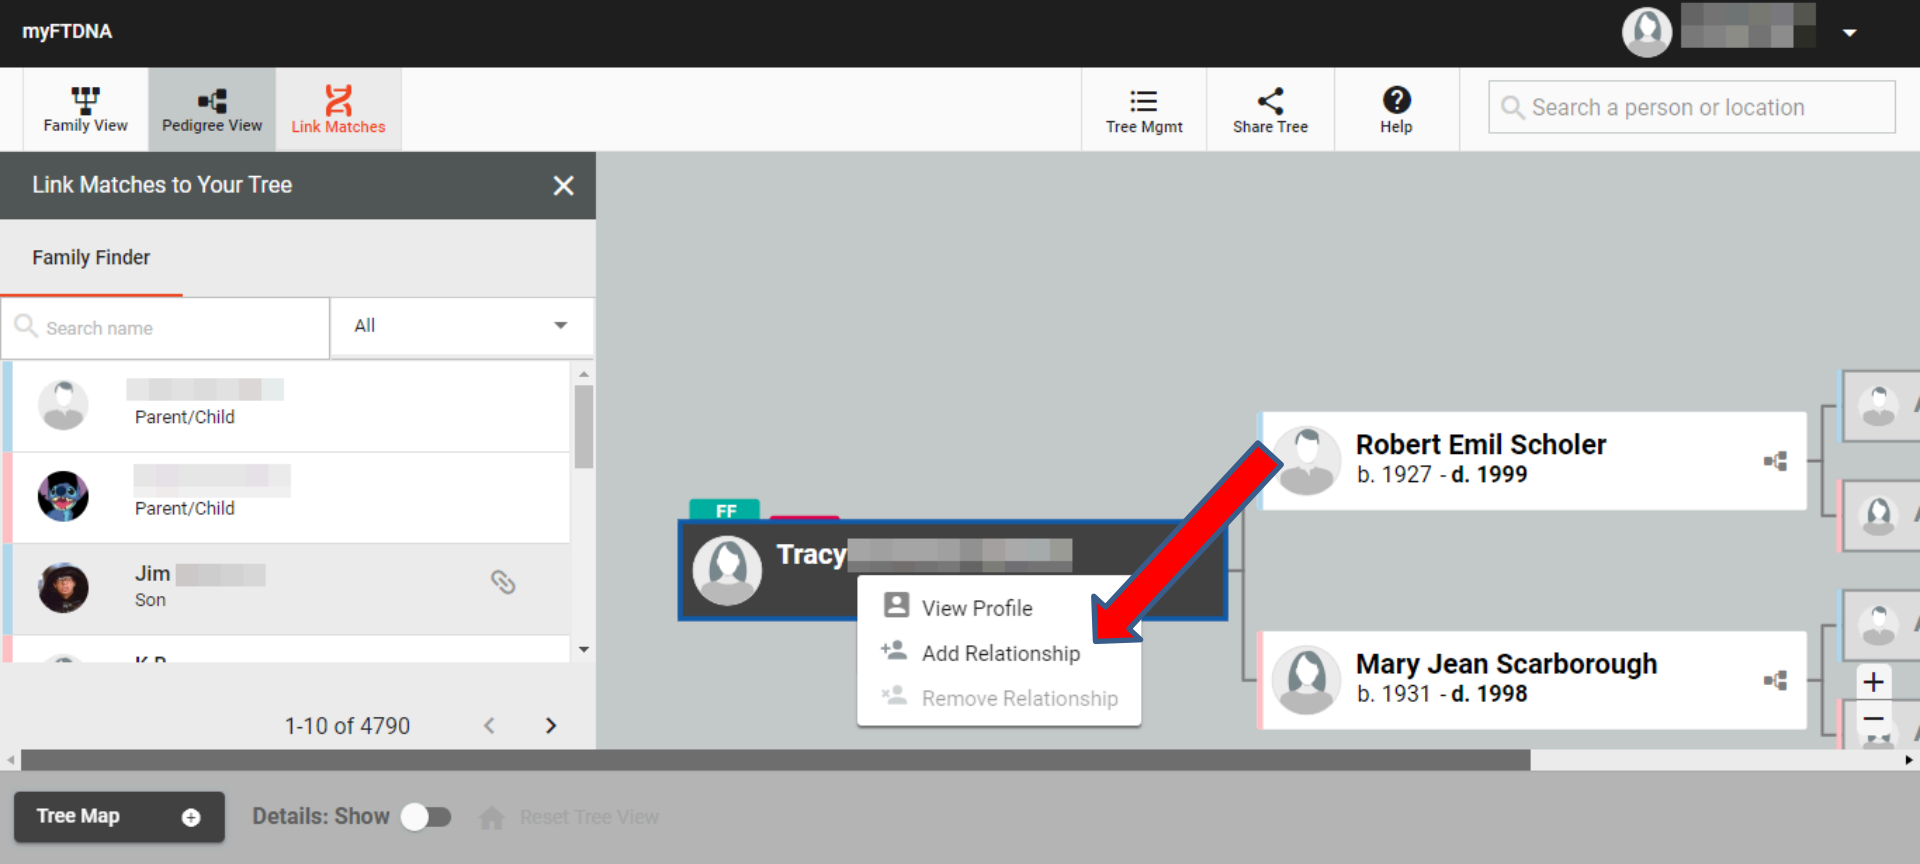 myFTDNA
Family View
Pedigree View
Link Matches
Tree Mgmt
Share Tree
Help
Search a person or location
Link Matches to Your Tree
Family Finder
Search name
All
Parent/Child
Parent/Child
Jim
Son
1-10 of 4790
FF
Tracy
View Profile
Add Relationship
Remove Relationship
Robert Emil Scholer
b. 1927 - d. 1999
Mary Jean Scarborough
b. 1931 - d. 1998
Tree Map
Details: Show
Reset Tree View